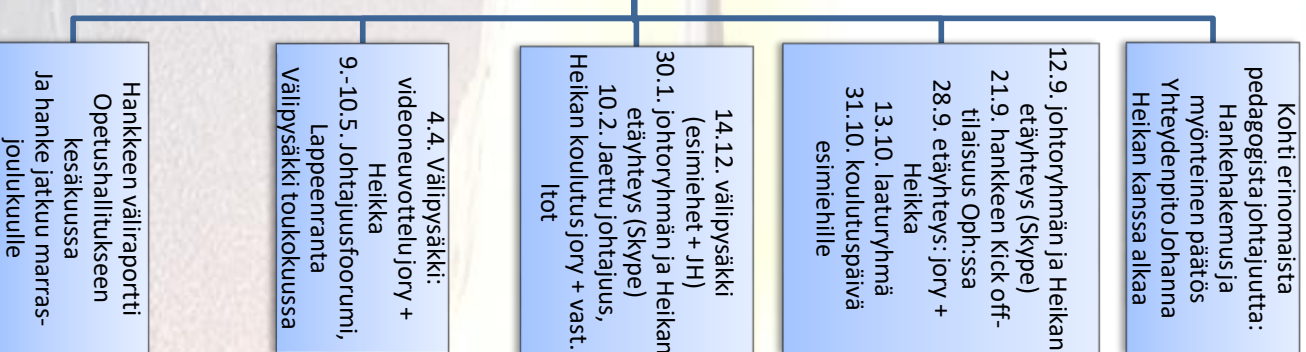 Kohti erinomaista
pedagogista johtajuutta:
Hankehakemus ja
myönteinen päätös
Yhteydenpito Johanna
Heikan kanssa alkaa
12.9. johtoryhmän ja Heikan
etäyhteys (Skype)
21.9. hankkeen Kick off-
tilaisuus Oph:ssa
28.9. etäyhteys: jory +
Heikka
13.10. laaturyhmä
31.10. koulutuspäivä
esimiehille
14.12. välipysäkki
(esimiehet + JH)
30.1. johtoryhmän ja Heikan
etäyhteys (Skype)
10.2. Jaettu johtajuus,
Heikan koulutus jory + vast.
ltot
4.4. Välipysäkki:
videoneuvottelu jory +
Heikka
9.-10.5. Johtajuusfoorumi,
Lappeenranta
Välipysäkki toukokuussa
Hankkeen väliraportti
Opetushallitukseen
kesäkuussa
Ja hanke jatkuu marras-
joulukuulle